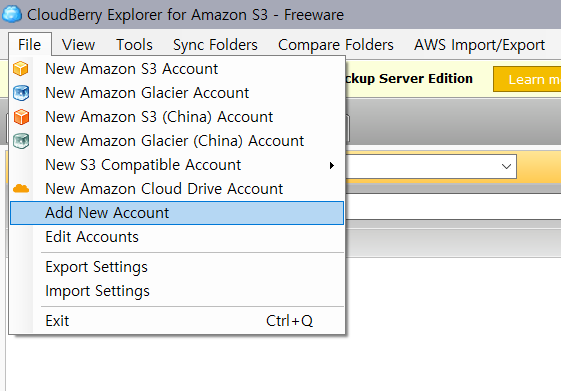 CloudBerry Explorer for Amazon S3 - Freeware
File View Tools Sync Folders Compare Folders AWS Import/Export
New Amazon S3 Account
New Amazon Glacier Account
New Amazon S3 (China) Account
New Amazon Glacier (China) Account
New S3 Compatible Account
New Amazon Cloud Drive Account
Add New Account
Edit Accounts
Export Settings
Import Settings
Exit Ctrl+Q
ckup Server Edition
Learn mo